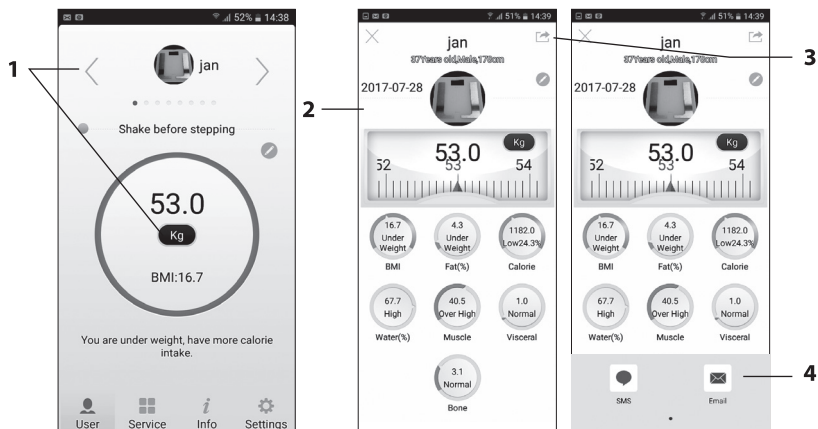 52% 14:38
1
jan
Shake before stepping
53.0
Kg
BMI:16.7
You are under weight, have more calorie
intake.
User Service Info Settings
2
51% 14:39
jan
37Years old,Male,170cm
2017-07-28
Kg
53.0
52 53 54
16.7 Under Weight
4.3 Under Weight
1182.0 Low24.3%
BMI Fat(%) Calorie
67.7 High
40.5 Over High
1.0 Normal
Water(%) Muscle Visceral
3.1 Normal
Bone
51% 14:39
jan
37Years old,Male,170cm
3
2017-07-28
Kg
53.0
52 53 54
16.7 Under Weight
4.3 Under Weight
1182.0 Low24.3%
BMI Fat(%) Calorie
67.7 High
40.5 Over High
1.0 Normal
Water(%) Muscle Visceral
4
SMS Email